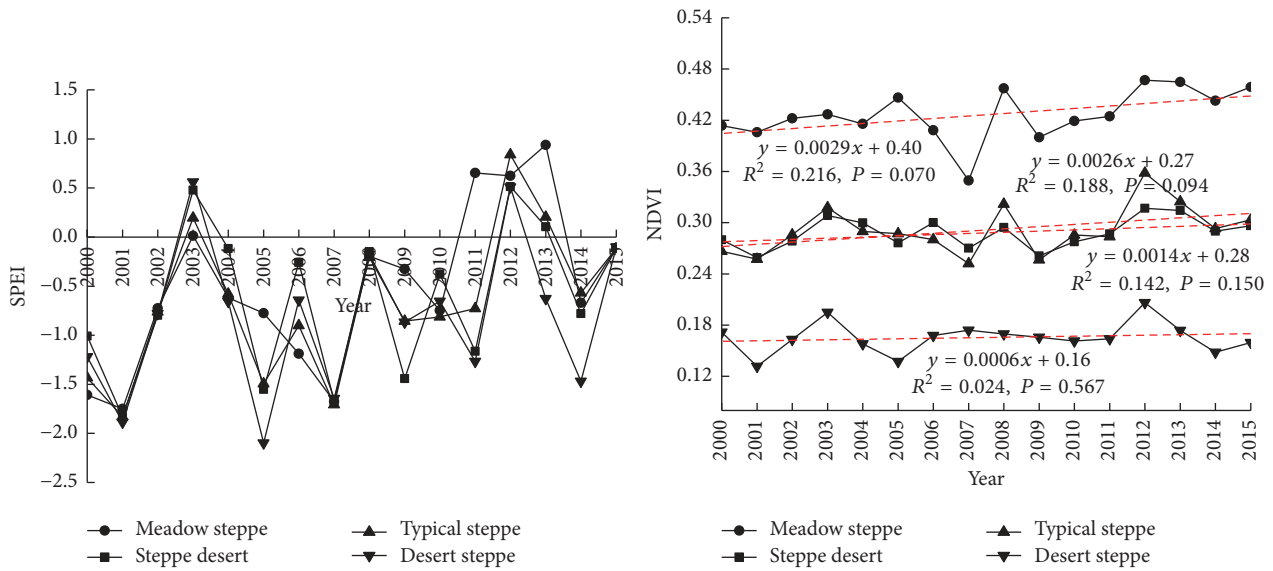 1.5
1.0
0.5
0.0
−0.5
−1.0
−1.5
−2.0
−2.5
SPEI
2000
2001
2002
2003
2004
2005
2006
2007
2008
2009
2010
2011
2012
2013
2014
2015
Year
Meadow steppe
Steppe desert
Typical steppe
Desert steppe
0.54
0.48
0.42
0.36
0.30
0.24
0.18
0.12
NDVI
y = 0.0029x + 0.40
R² = 0.216, P = 0.070
y = 0.0026x + 0.27
R² = 0.188, P = 0.094
y = 0.0014x + 0.28
R² = 0.142, P = 0.150
y = 0.0006x + 0.16
R² = 0.024, P = 0.567
2000
2001
2002
2003
2004
2005
2006
2007
2008
2009
2010
2011
2012
2013
2014
2015
Year
Meadow steppe
Steppe desert
Typical steppe
Desert steppe